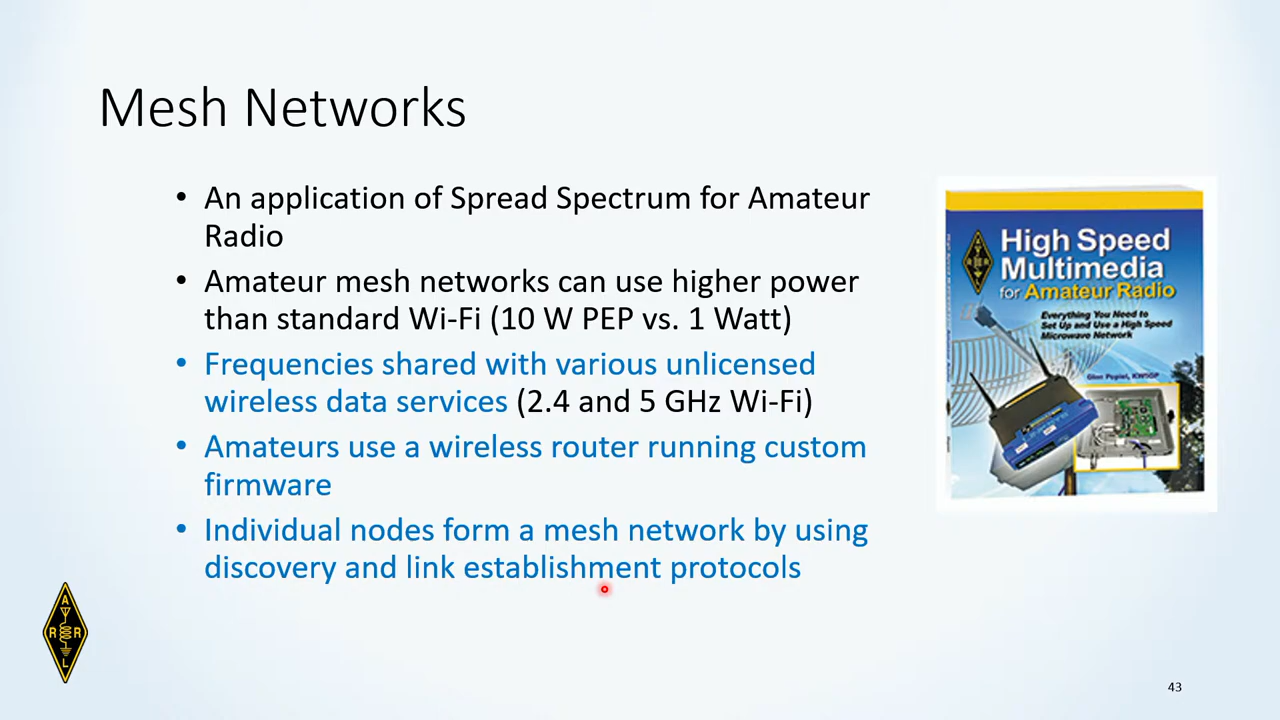 Mesh Networks
• An application of Spread Spectrum for Amateur
Radio
• Amateur mesh networks can use higher power
than standard Wi-Fi (10 W PEP vs. 1 Watt)
• Frequencies shared with various unlicensed
wireless data services (2.4 and 5 GHz Wi-Fi)
• Amateurs use a wireless router running custom
firmware
• Individual nodes form a mesh network by using
discovery and link establishment protocols
High Speed
Multimedia
for Amateur Radio
Everything You Need to
Set Up and Use a High Speed
Microwave Network
A
R R
L
43